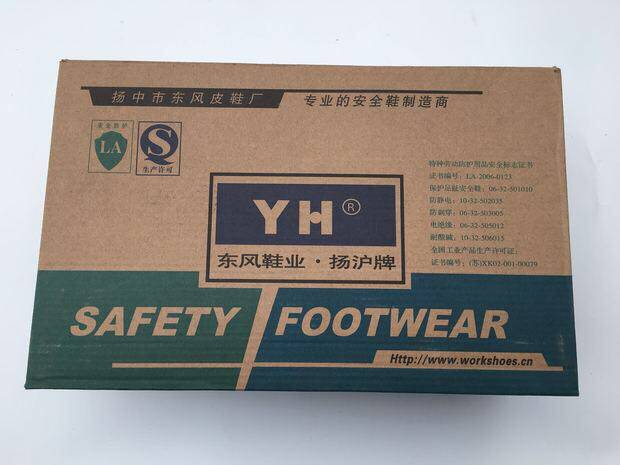 扬中市东风皮鞋厂 专业的安全鞋制造商
安全防护
LA
QS
生产许可
YH®
东风鞋业·扬沪牌
特种劳动防护用品安全标志证书
证书编号：LA-2006-0123
保护足趾安全：06-32-501010
防静电：10-32-502035
防刺穿：06-32-503005
电绝缘：06-32-505012
耐酸碱：10-32-506015
全国工业产品生产许可证：
证书编号：(苏)XK02-001-00079
SAFETY FOOTWEAR
Http://www.workshoes.cn